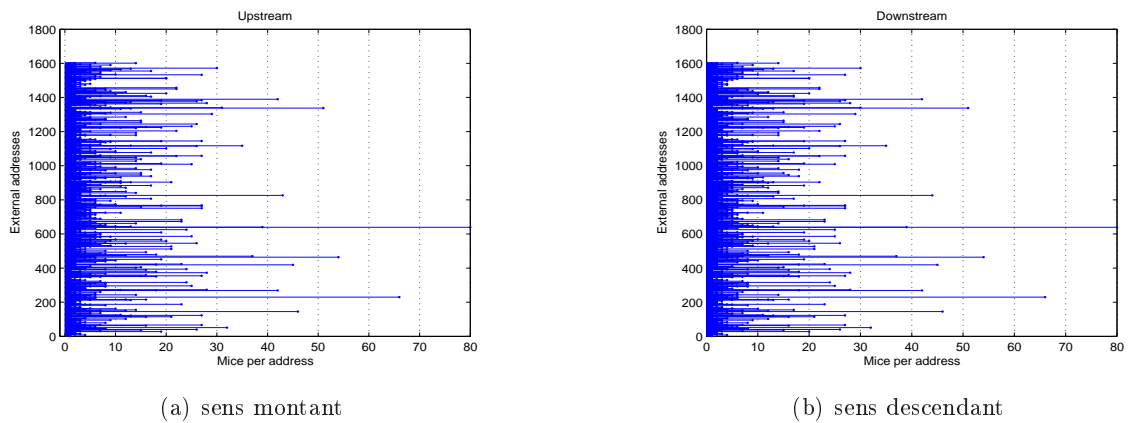 Upstream
1800
1600
1400
1200
1000
800
600
400
200
0
External addresses
0 10 20 30 40 50 60 70 80
Mice per address
(a) sens montant
Downstream
1800
1600
1400
1200
1000
800
600
400
200
0
External addresses
0 10 20 30 40 50 60 70 80
Mice per address
(b) sens descendant